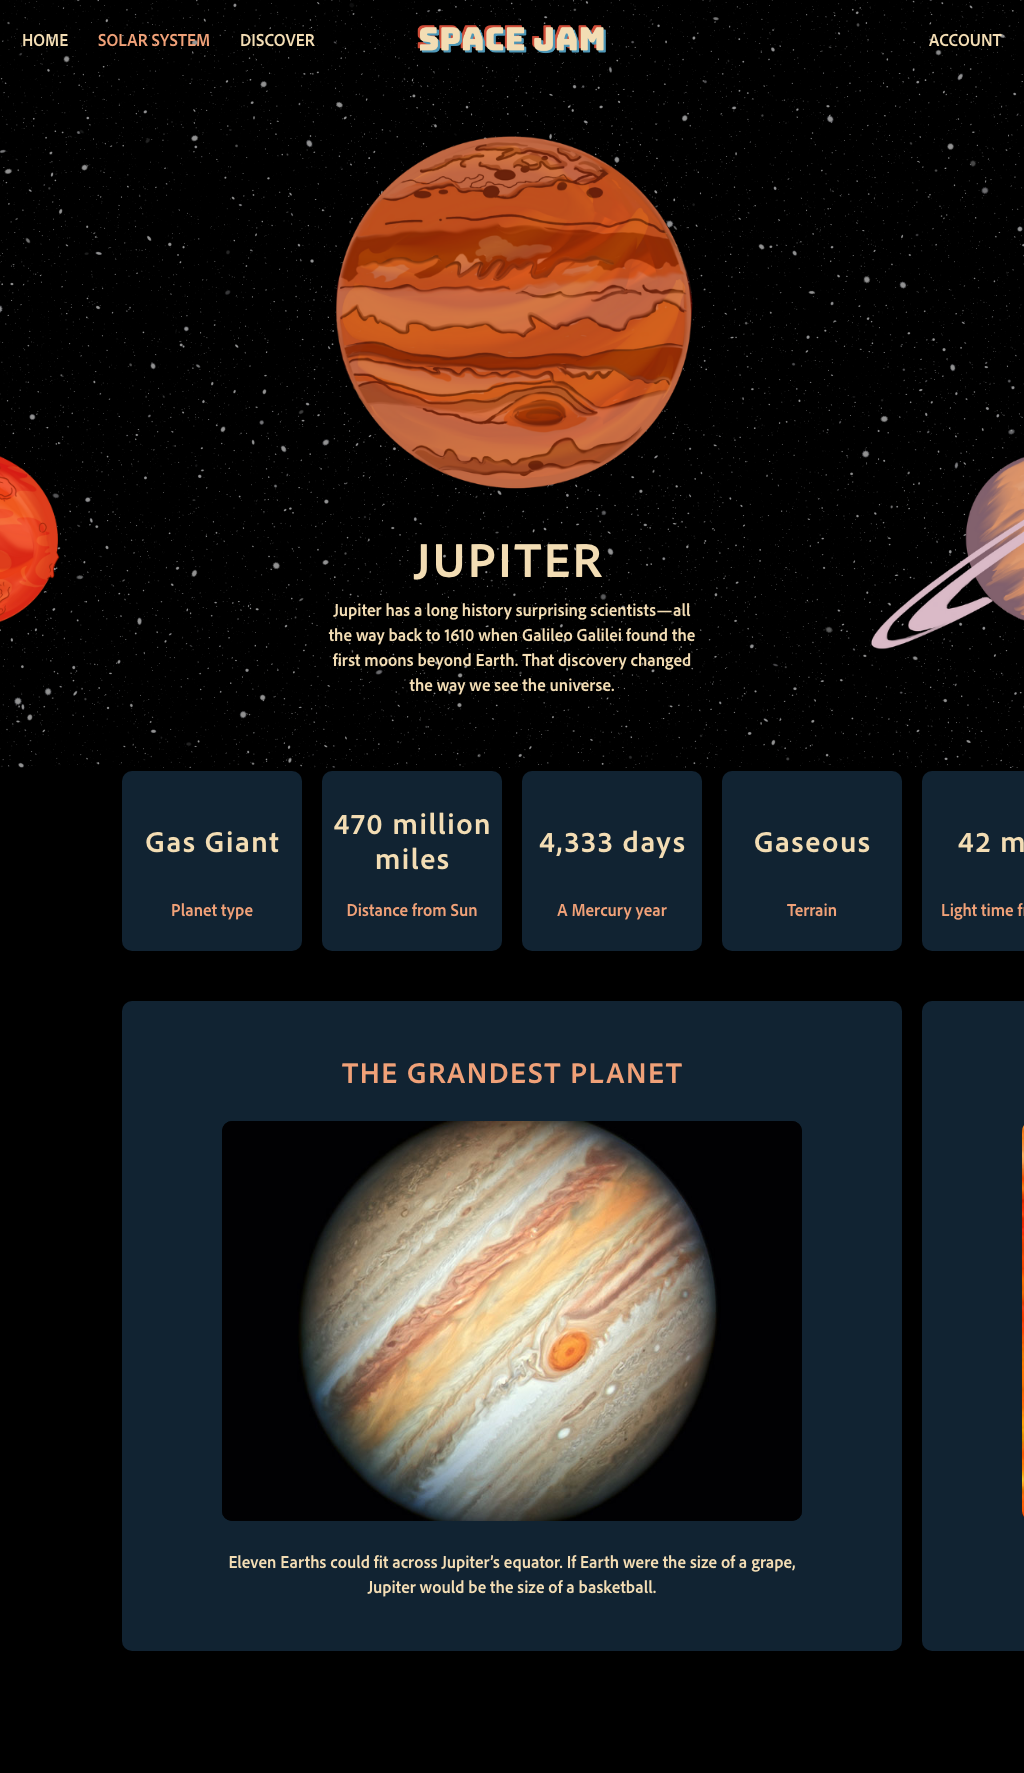 HOME
SOLAR SYSTEM
DISCOVER
SPACE JAM
ACCOUNT
JUPITER
Jupiter has a long history surprising scientists—all
the way back to 1610 when Galileo Galilei found the
first moons beyond Earth. That discovery changed
the way we see the universe.
Gas Giant
Planet type
470 million
miles
Distance from Sun
4,333 days
A Mercury year
Gaseous
Terrain
42 m
Light time f
THE GRANDEST PLANET
Eleven Earths could fit across Jupiter’s equator. If Earth were the size of a grape,
Jupiter would be the size of a basketball.